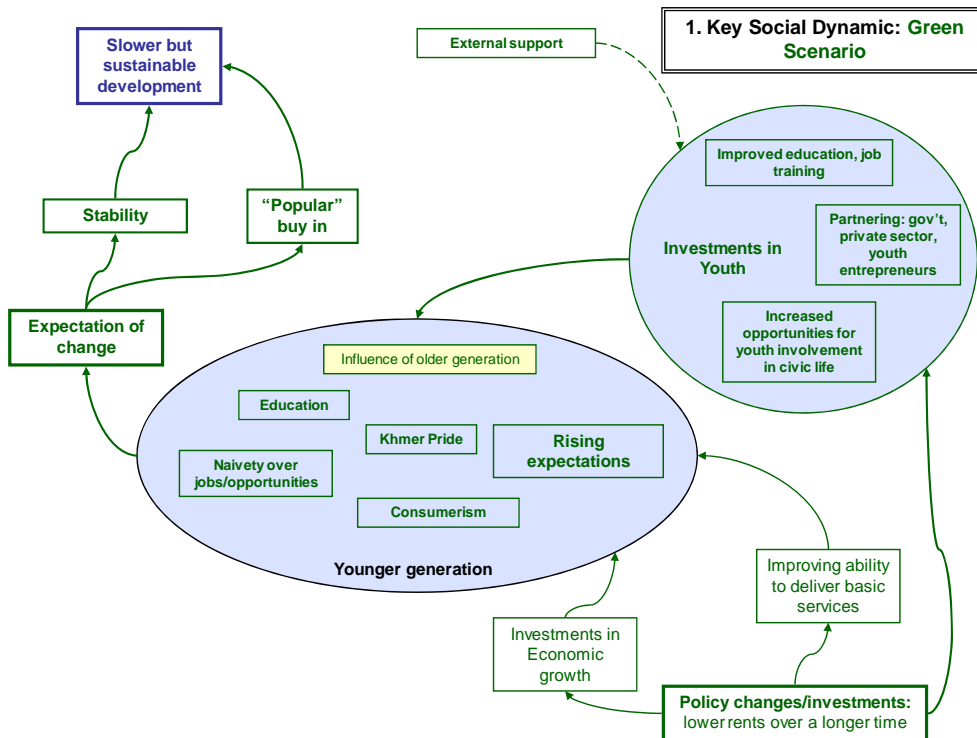 1. Key Social Dynamic: Green
Scenario
Slower but
sustainable
development
External support
Improved education, job
training
Stability
“Popular”
buy in
Partnering: gov’t,
private sector,
youth
entrepreneurs
Investments in
Youth
Expectation of
change
Increased
opportunities for
youth involvement
in civic life
Influence of older generation
Education
Khmer Pride
Rising
expectations
Naivety over
jobs/opportunities
Consumerism
Younger generation
Improving ability
to deliver basic
services
Investments in
Economic
growth
Policy changes/investments:
lower rents over a longer time